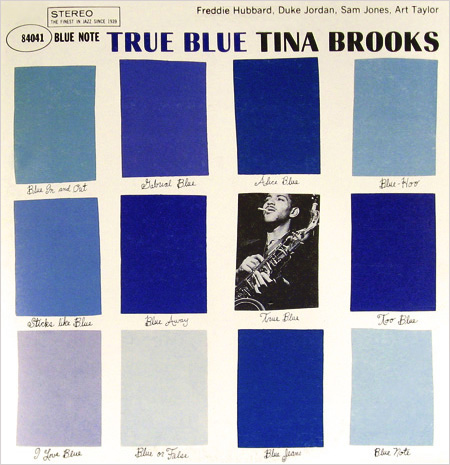 STEREO
THE FINEST IN JAZZ SINCE 1939
Freddie Hubbard, Duke Jordan, Sam Jones, Art Taylor
84041 BLUE NOTE TRUE BLUE TINA BROOKS
Blue In and Out
Gabrial Blue
Alice Blue
Blue-Hoo
Sticks like Blue
Blue Away
True Blue
Too Blue
I Love Blue
Blue or False
Blue Jeans
Blue Note